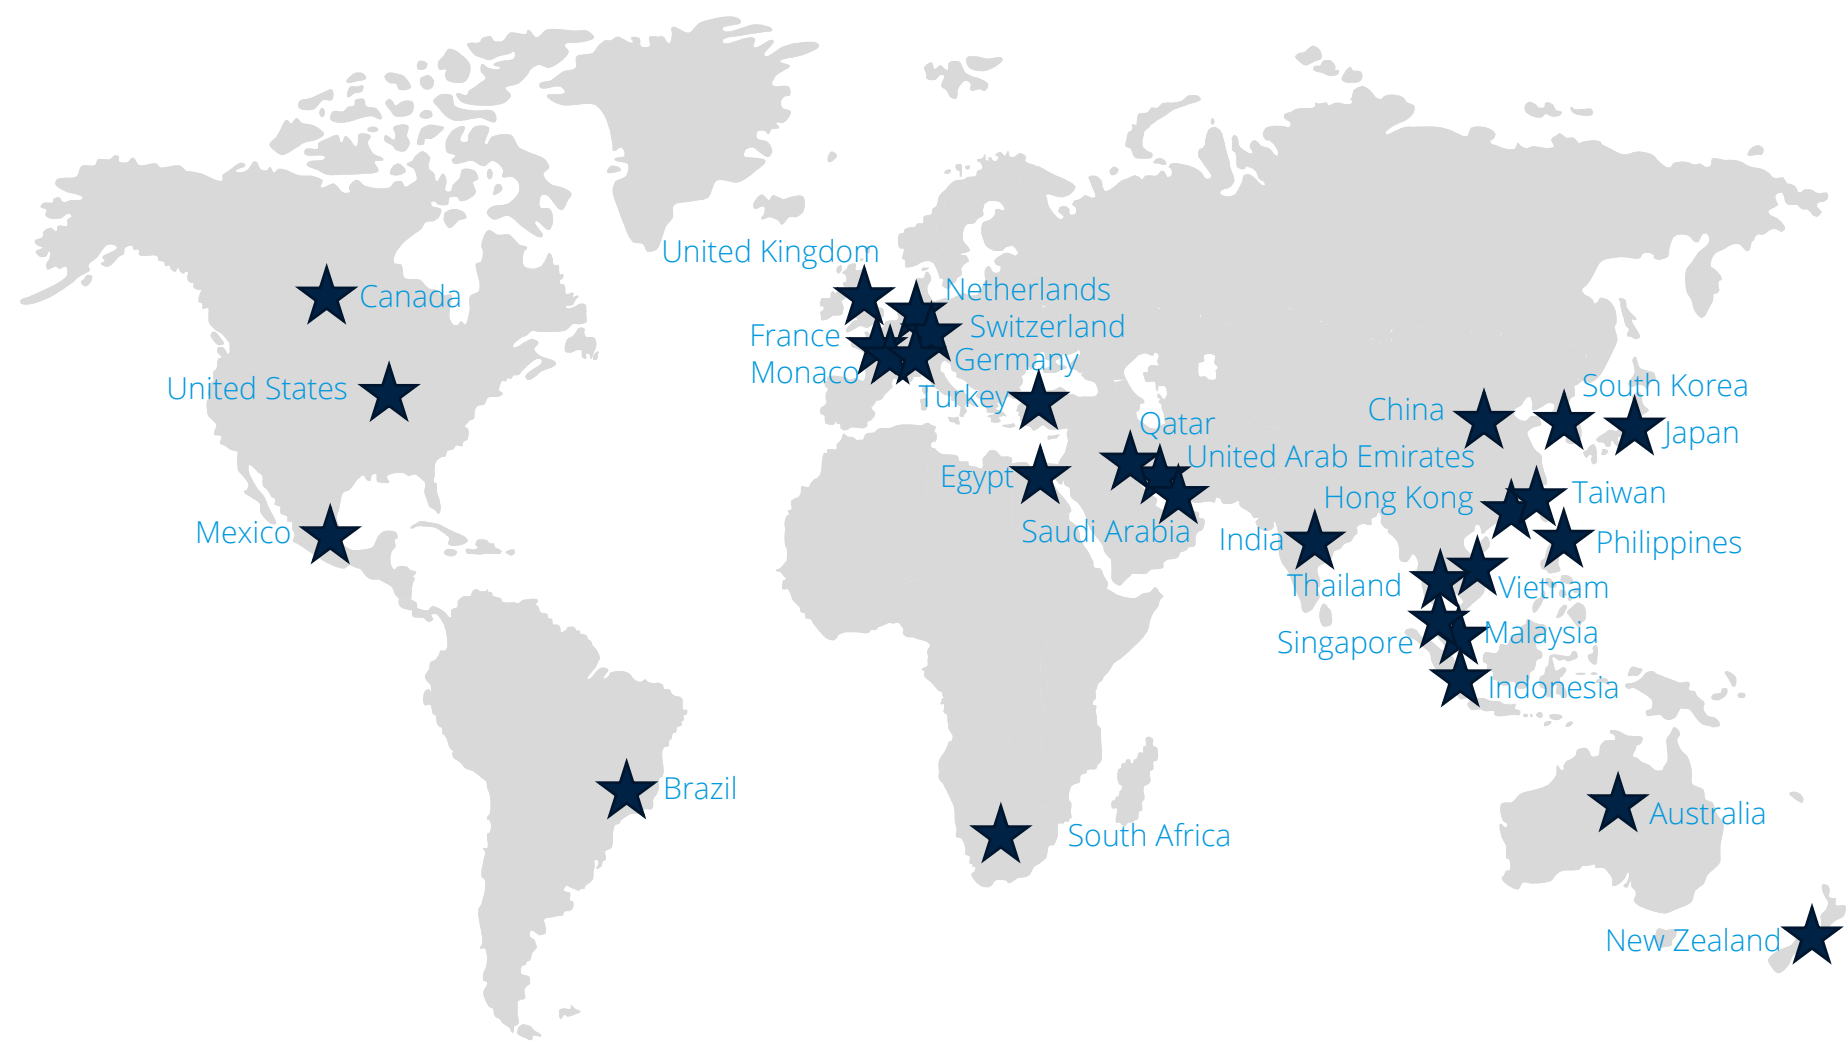 United Kingdom
Netherlands
Canada
Switzerland
France
Germany
Monaco
United States
Turkey
South Korea
China
Qatar
Japan
United Arab Emirates
Egypt
Hong Kong
Taiwan
Mexico
Saudi Arabia
India
Philippines
Thailand
Vietnam
Malaysia
Singapore
Indonesia
Brazil
Australia
South Africa
New Zealand